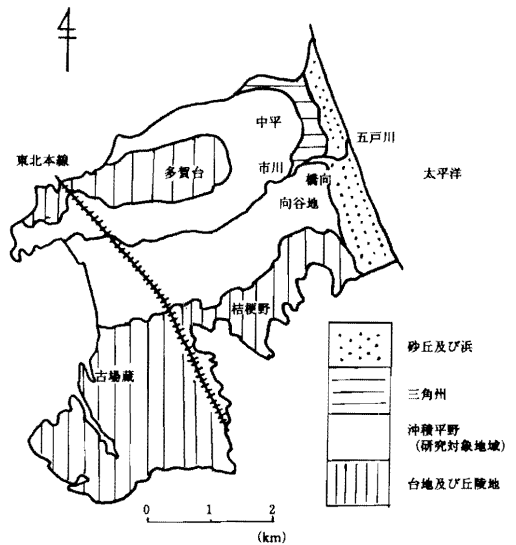 中平
五戸川
東北本線
多賀台
市川
橋向
太平洋
向谷地
桔梗野
古場蔵
砂丘及び浜
三角州
沖積平野
(研究対象地域)
台地及び丘陵地
0 1 2
(km)